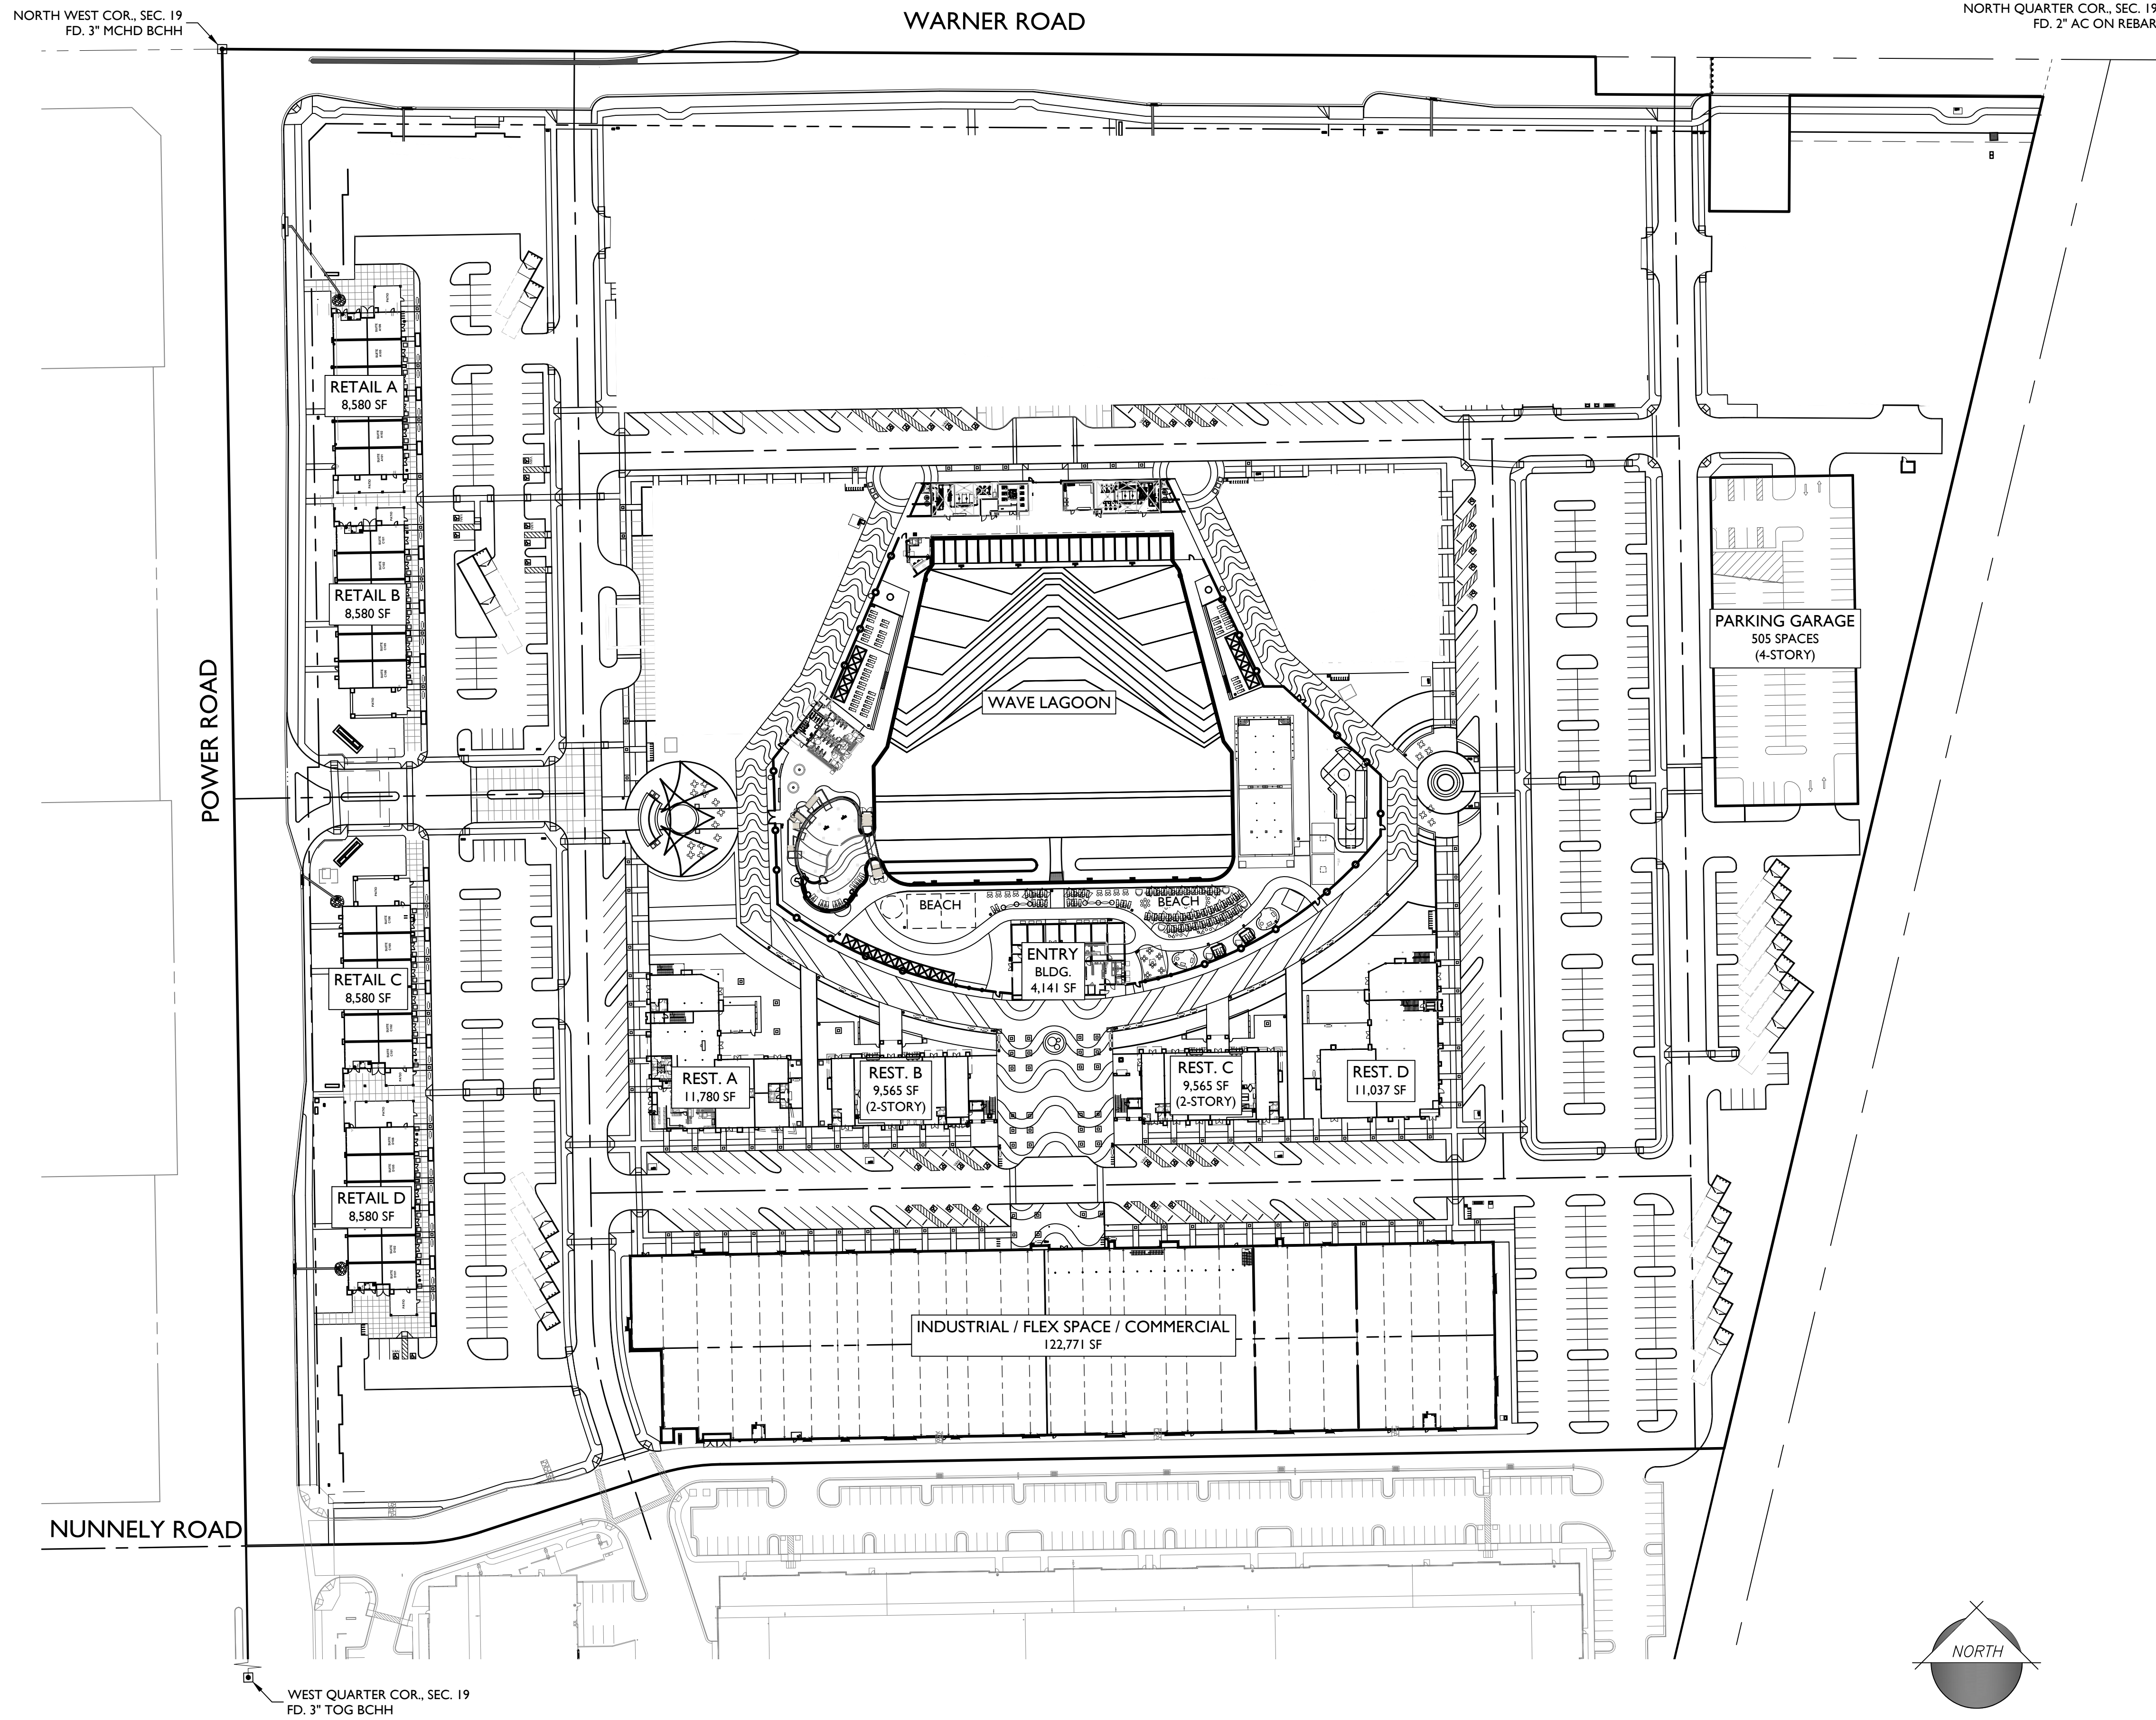 NORTH WEST COR., SEC. 19
FD. 3" MCHD BCHH
WARNER ROAD
NORTH QUARTER COR., SEC. 19
FD. 2" AC ON REBAR
RETAIL A
8,580 SF
RETAIL B
8,580 SF
PARKING GARAGE
505 SPACES
(4-STORY)
POWER ROAD
WAVE LAGOON
BEACH
BEACH
ENTRY
BLDG.
4,141 SF
RETAIL C
8,580 SF
REST. A
11,780 SF
REST. B
9,565 SF
(2-STORY)
REST. C
9,565 SF
(2-STORY)
REST. D
11,037 SF
RETAIL D
8,580 SF
INDUSTRIAL / FLEX SPACE / COMMERCIAL
122,771 SF
NUNNELY ROAD
NORTH
WEST QUARTER COR., SEC. 19
FD. 3" TOG BCHH